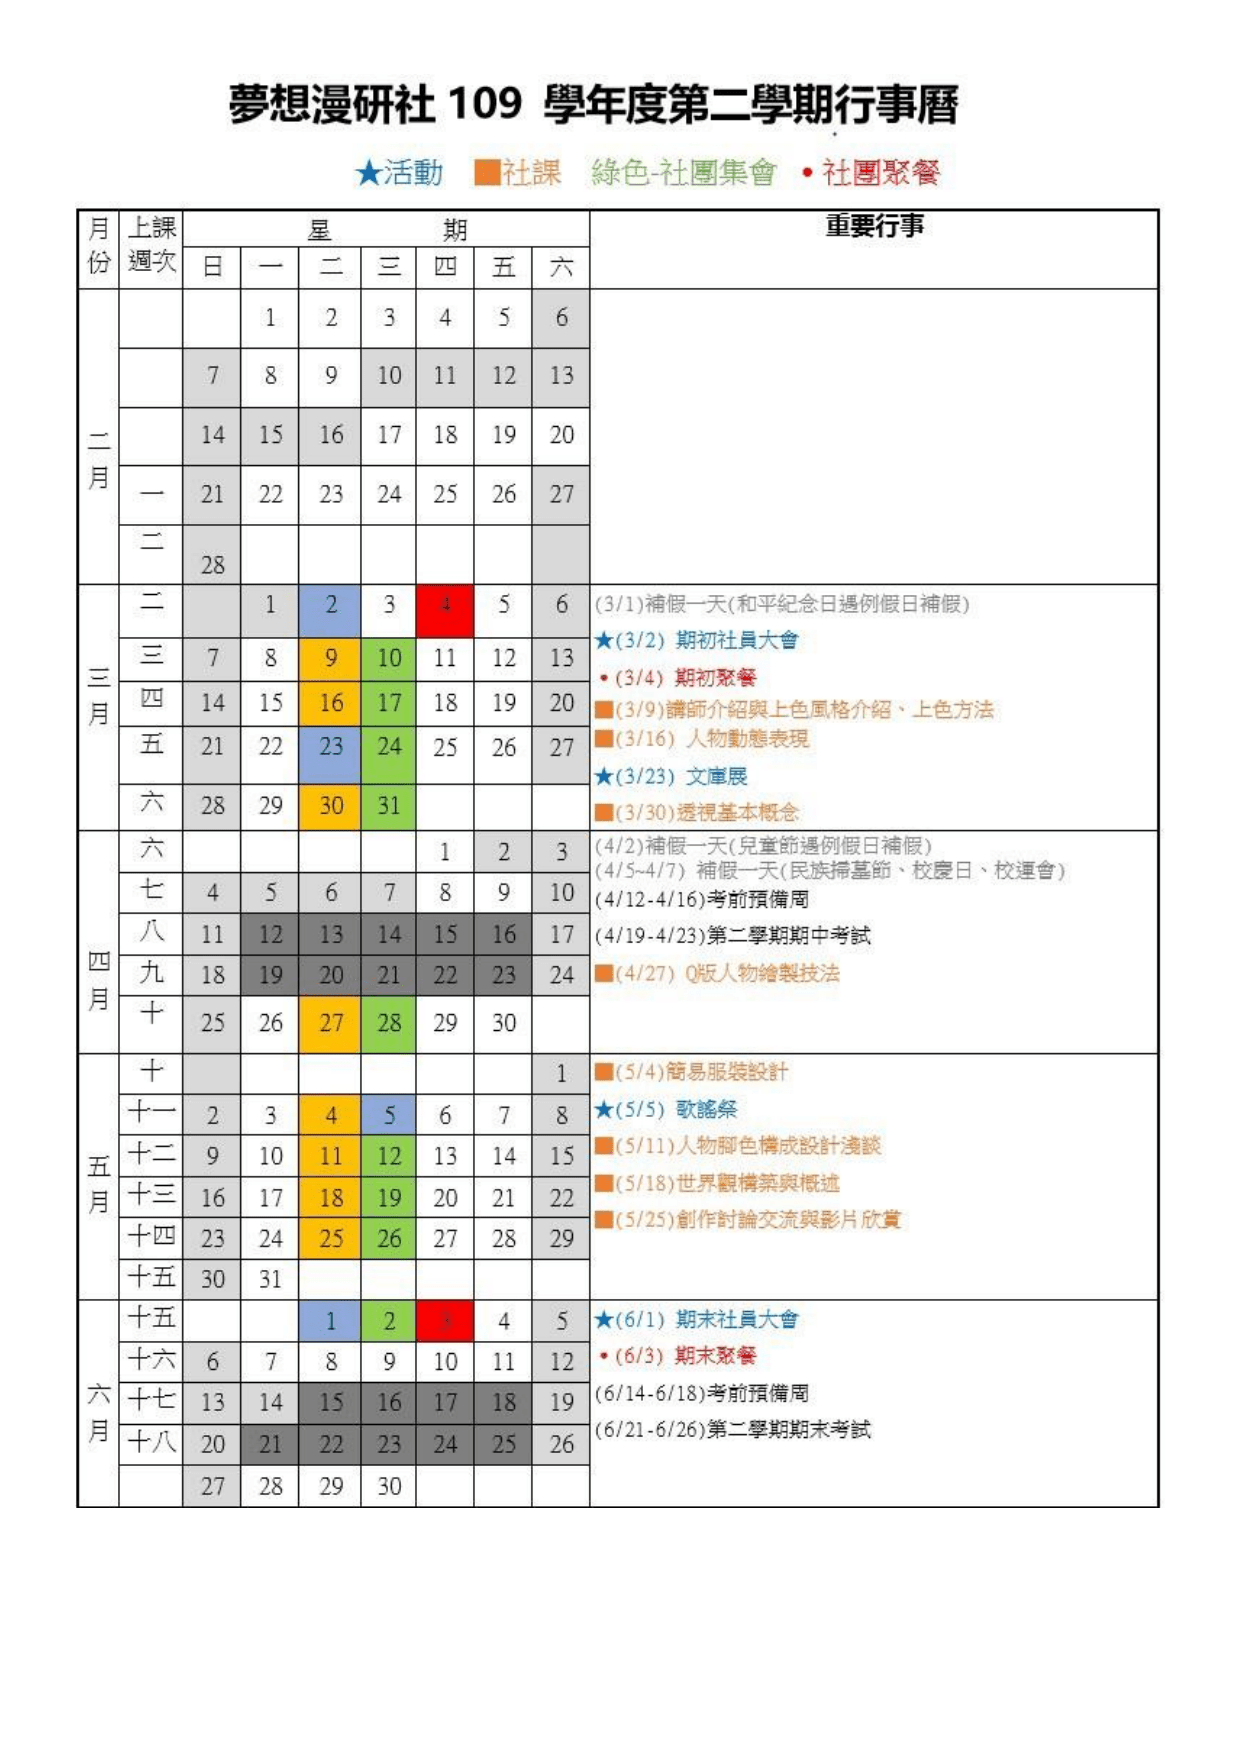 夢想漫研社 109 學年度第二學期行事曆
★活動 ■社課 綠色-社團集會 •社團聚餐
月份 上課週次 星期 重要行事
日 一 二 三 四 五 六
二月
1 2 3 4 5 6
7 8 9 10 11 12 13
14 15 16 17 18 19 20
一 21 22 23 24 25 26 27
二 28
三月
二 1 2 3 4 5 6
三 7 8 9 10 11 12 13
四 14 15 16 17 18 19 20
五 21 22 23 24 25 26 27
六 28 29 30 31
(3/1)補假一天(和平紀念日遇例假日補假)
★(3/2) 期初社員大會
•(3/4) 期初聚餐
■(3/9)講師介紹與上色風格介紹、上色方法
■(3/16) 人物動態表現
★(3/23) 文庫展
■(3/30)透視基本概念
四月
六 1 2 3
七 4 5 6 7 8 9 10
八 11 12 13 14 15 16 17
九 18 19 20 21 22 23 24
十 25 26 27 28 29 30
(4/2)補假一天(兒童節遇例假日補假)
(4/5~4/7) 補假一天(民族掃墓節、校慶日、校運會)
(4/12-4/16)考前預備周
(4/19-4/23)第二學期期中考試
■(4/27) Q版人物繪製技法
五月
十 1
十一 2 3 4 5 6 7 8
十二 9 10 11 12 13 14 15
十三 16 17 18 19 20 21 22
十四 23 24 25 26 27 28 29
十五 30 31
■(5/4)簡易服裝設計
★(5/5) 歌謠祭
■(5/11)人物腳色構成設計淺談
■(5/18)世界觀構築與概述
■(5/25)創作討論交流與影片欣賞
六月
十五 1 2 3 4 5
十六 6 7 8 9 10 11 12
十七 13 14 15 16 17 18 19
十八 20 21 22 23 24 25 26
27 28 29 30
★(6/1) 期末社員大會
•(6/3) 期末聚餐
(6/14-6/18)考前預備周
(6/21-6/26)第二學期期末考試